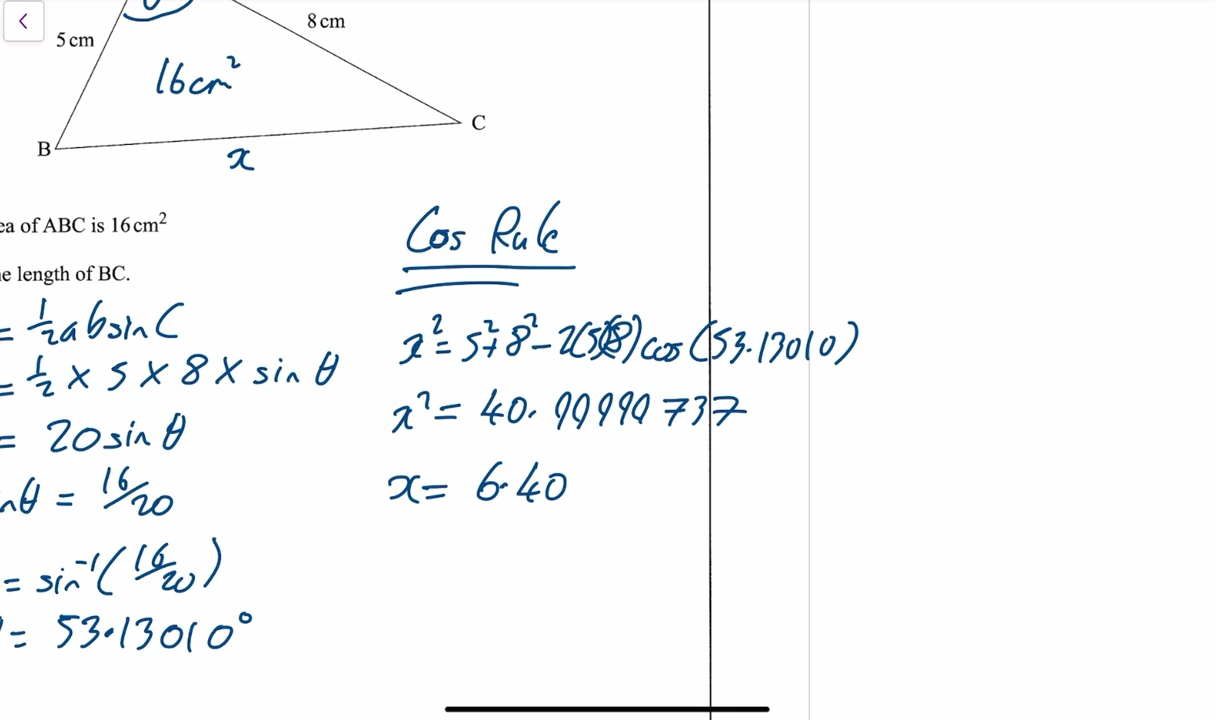 8 cm
5 cm
16cm²
C
B
x
ea of ABC is 16 cm²
e length of BC.
Cos Rule
= ½absinC
= ½ × 5 × 8 × sin θ
= 20sin θ
nθ = 16/20
= sin⁻¹(16/20)
= 53.13010°
x² = 5² + 8² - 2(5)(8)cos(53.13010)
x² = 40.99999737
x = 6.40